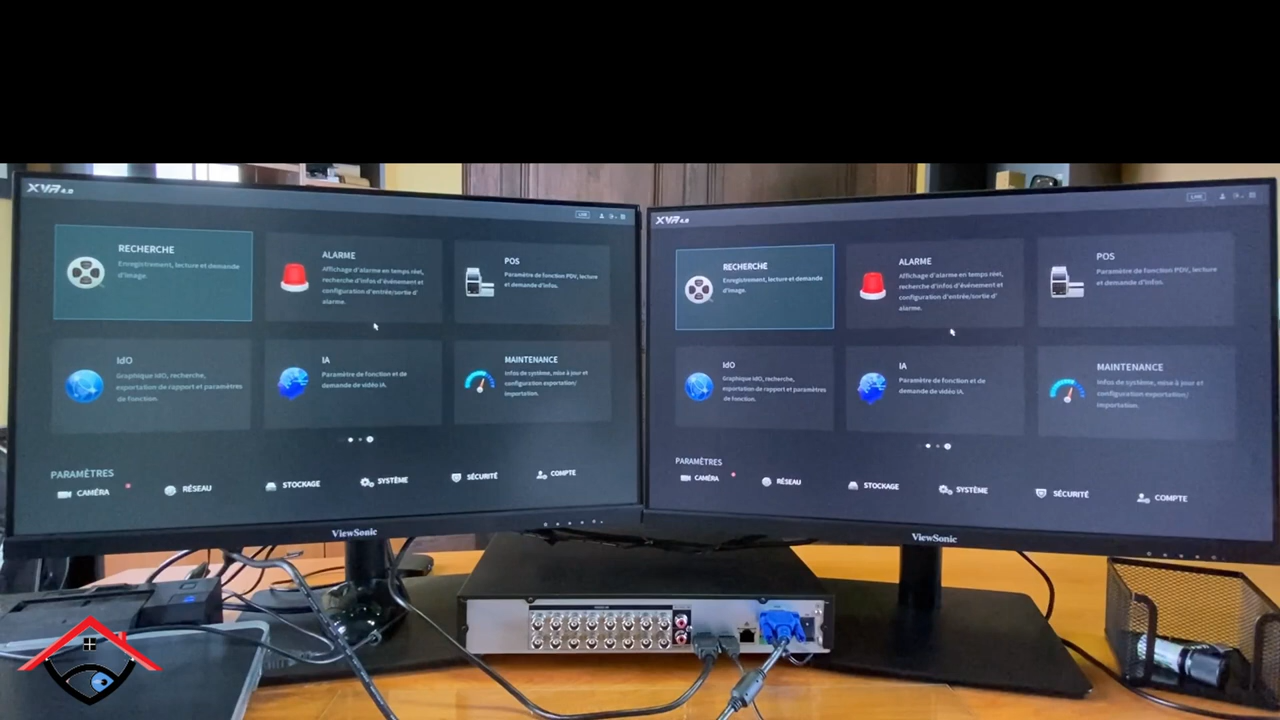 XVR 4.0
LIVE
RECHERCHE
Enregistrement, lecture et demande
d'image.
ALARME
Affichage d'alarme en temps réel,
recherche d'infos d'événement et
configuration d'entrée/sortie d'
alarme.
POS
Paramètre de fonction PDV, lecture
et demande d'infos.
IdO
Graphique IdO, recherche,
exportation de rapport et paramètres
de fonction.
IA
Paramètre de fonction et de
demande de vidéo IA.
MAINTENANCE
Infos de système, mise à jour et
configuration exportation/
importation.
PARAMÈTRES
CAMÉRA
RÉSEAU
STOCKAGE
SYSTÈME
SÉCURITÉ
COMPTE
ViewSonic
XVR 4.0
LIVE
RECHERCHE
Enregistrement, lecture et demande
d'image.
ALARME
Affichage d'alarme en temps réel,
recherche d'infos d'événement et
configuration d'entrée/sortie d'
alarme.
POS
Paramètre de fonction PDV, lecture
et demande d'infos.
IdO
Graphique IdO, recherche,
exportation de rapport et paramètres
de fonction.
IA
Paramètre de fonction et de
demande de vidéo IA.
MAINTENANCE
Infos de système, mise à jour et
configuration exportation/
importation.
PARAMÈTRES
CAMÉRA
RÉSEAU
STOCKAGE
SYSTÈME
SÉCURITÉ
COMPTE
ViewSonic